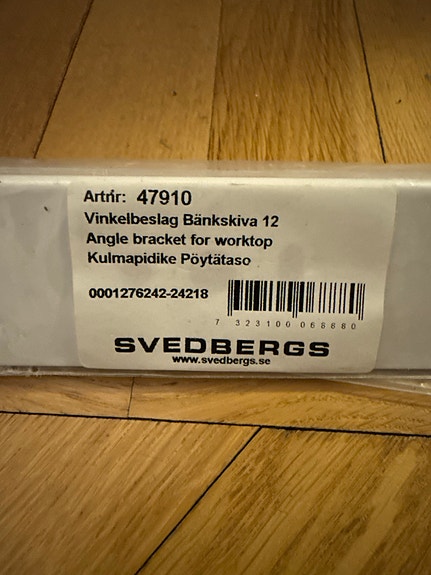 Artnr: 47910
Vinkelbeslag Bänkskiva 12
Angle bracket for worktop
Kulmapidike Pöytätaso
0001276242-24218
7 323100 068880
SVEDBERGS
www.svedbergs.se